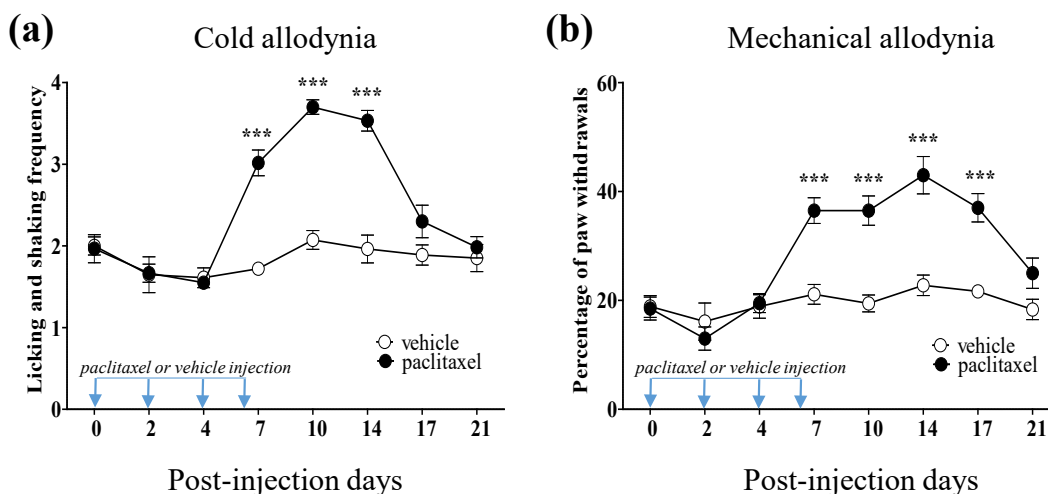 (a)
Cold allodynia
Licking and shaking frequency
4
3
2
1
0
***
***
***
vehicle
paclitaxel
paclitaxel or vehicle injection
0 2 4 7 10 14 17 21
Post-injection days
(b)
Mechanical allodynia
Percentage of paw withdrawals
60
40
20
0
***
***
***
***
vehicle
paclitaxel
paclitaxel or vehicle injection
0 2 4 7 10 14 17 21
Post-injection days